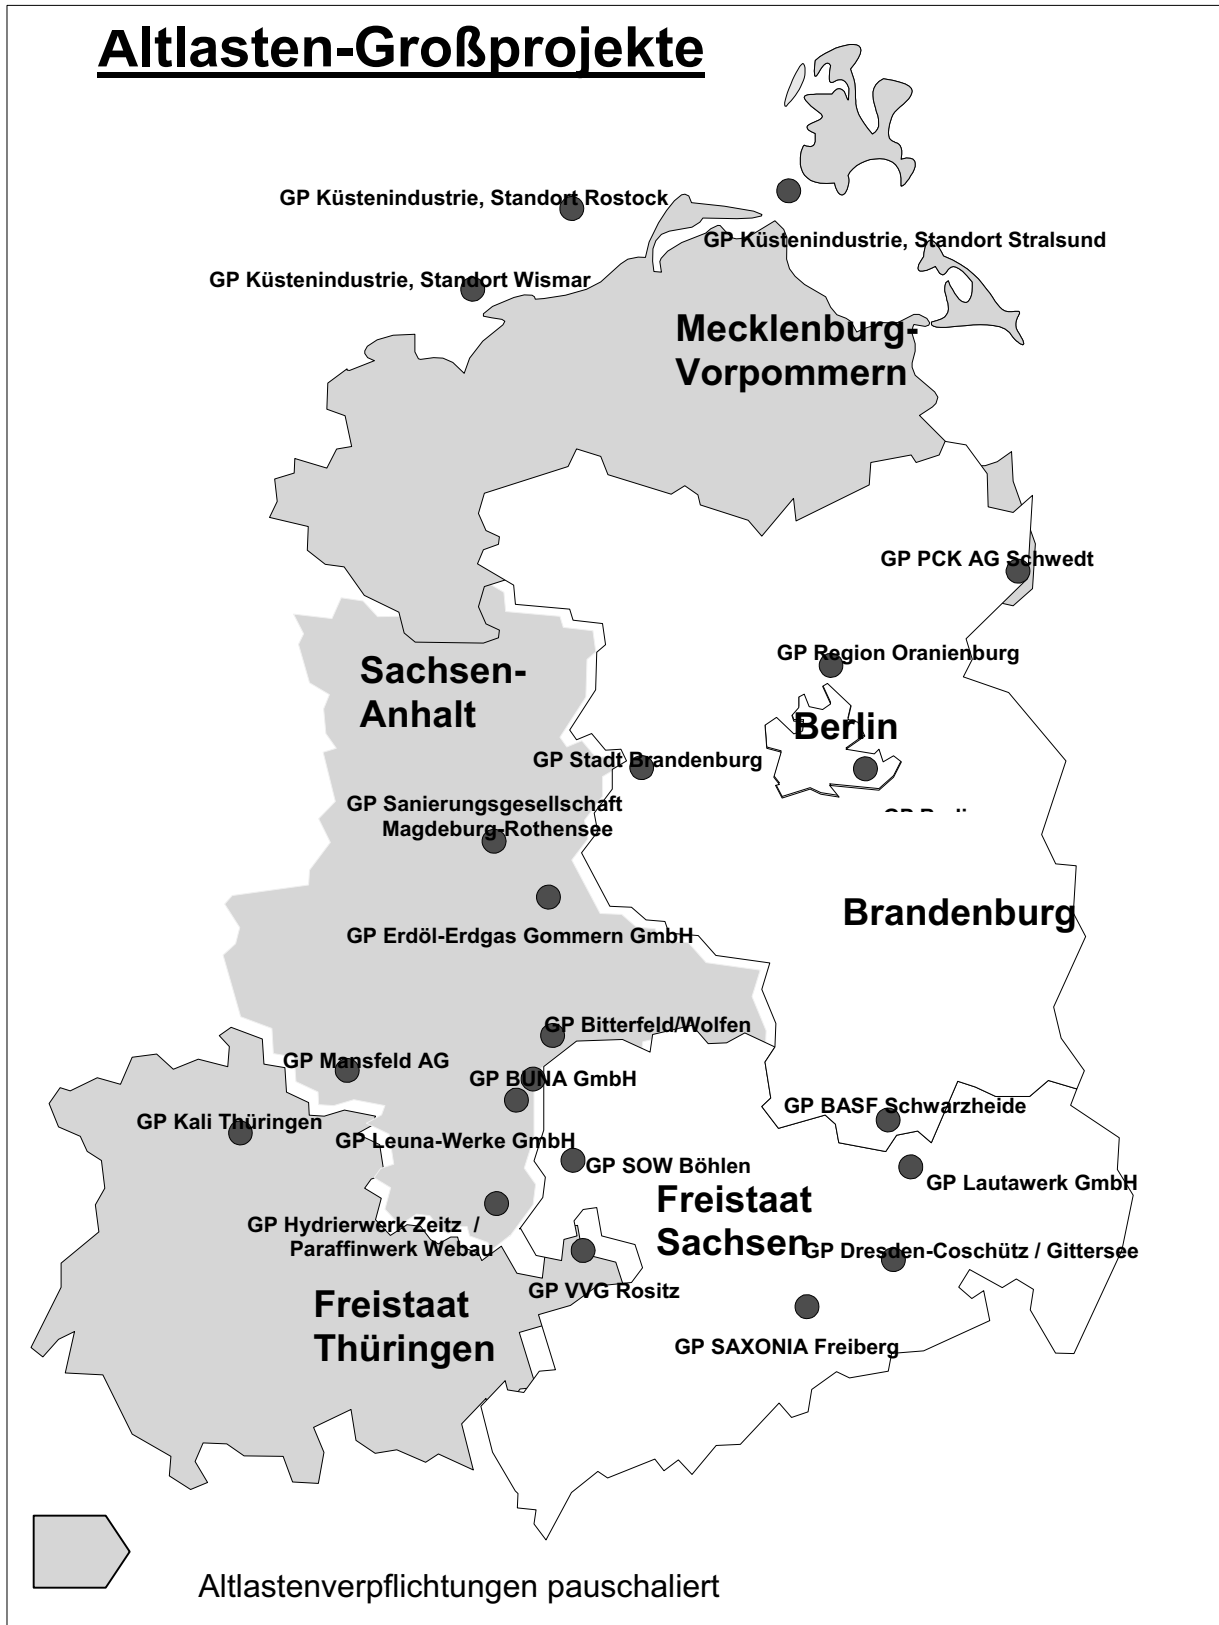 Altlasten-Großprojekte
GP Küstenindustrie, Standort Rostock
GP Küstenindustrie, Standort Stralsund
GP Küstenindustrie, Standort Wismar
Mecklenburg-
Vorpommern
GP PCK AG Schwedt
GP Region Oranienburg
Sachsen-
Anhalt
Berlin
GP Stadt Brandenburg
GP Sanierungsgesellschaft
Magdeburg-Rothensee
Brandenburg
GP Erdöl-Erdgas Gommern GmbH
GP Bitterfeld/Wolfen
GP Mansfeld AG
GP BUNA GmbH
GP BASF Schwarzheide
GP Kali Thüringen
GP Leuna-Werke GmbH
GP SOW Böhlen
GP Lautawerk GmbH
Freistaat
Sachsen
GP Hydrierwerk Zeitz /
Paraffinwerk Webau
GP Dresden-Coschütz / Gittersee
GP VVG Rositz
Freistaat
Thüringen
GP SAXONIA Freiberg
Altlastenverpflichtungen pauschaliert